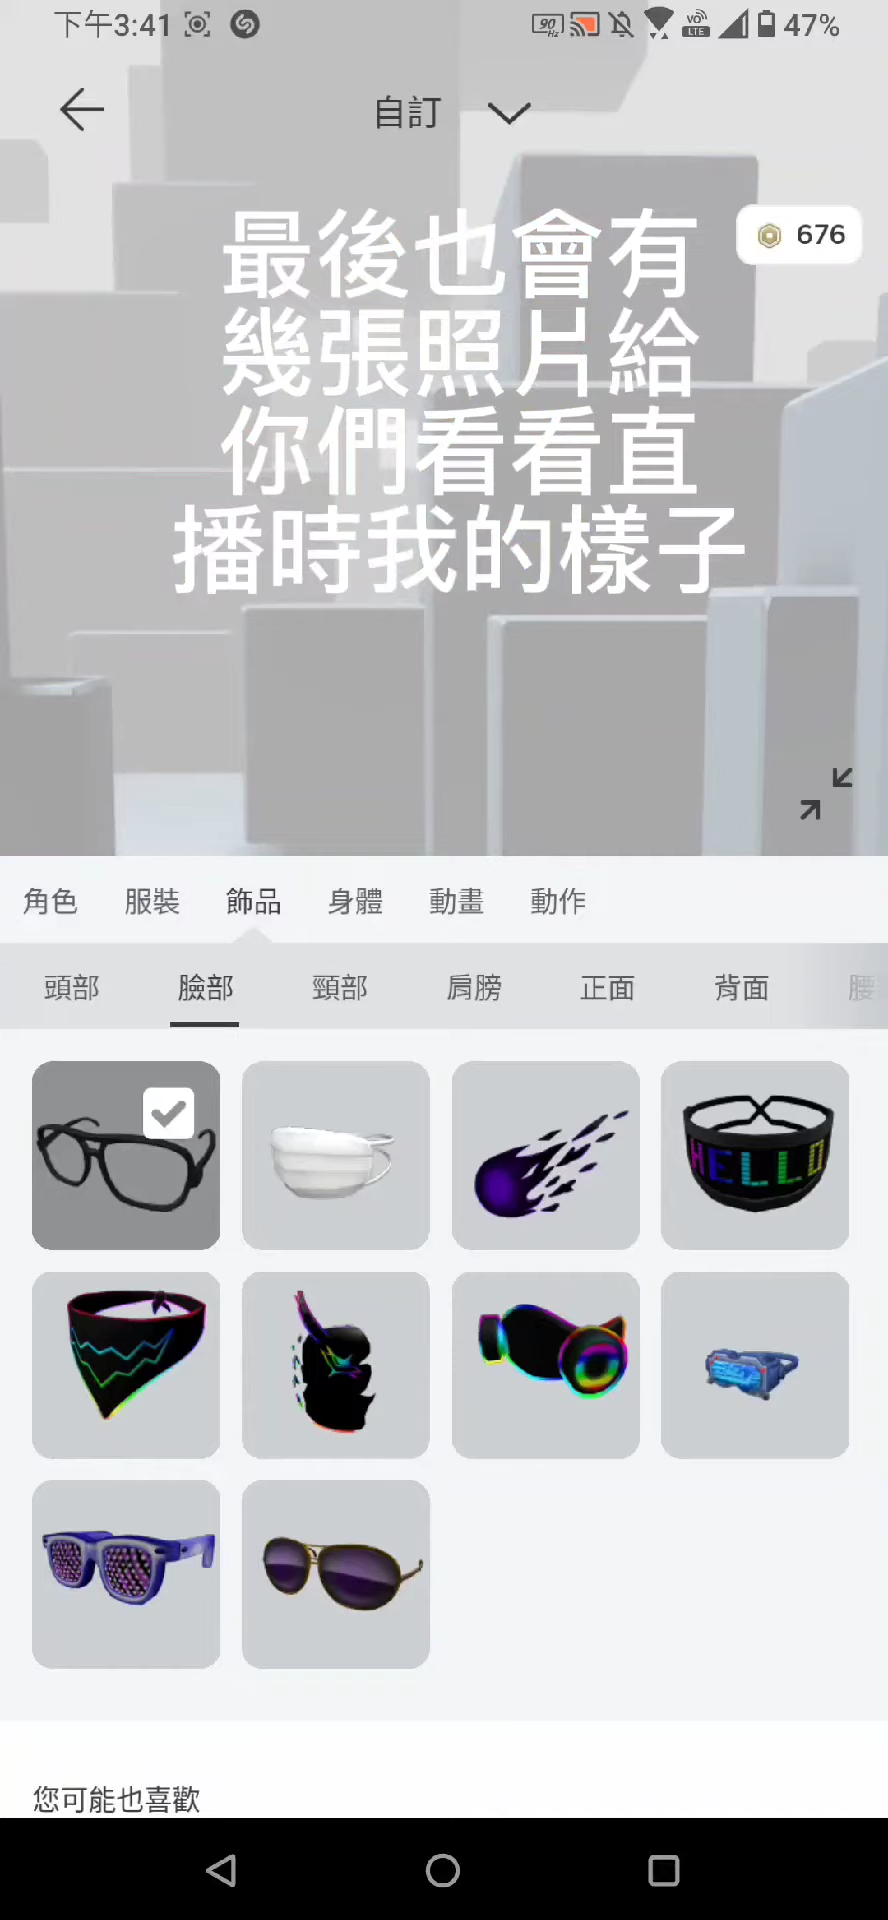 下午3:41
90Hz
VO LTE
47%
自訂
676
最後也會有
幾張照片給
你們看看直
播時我的樣子
角色 服裝 飾品 身體 動畫 動作
頭部 臉部 頸部 肩膀 正面 背面 腰
HELLO
您可能也喜歡